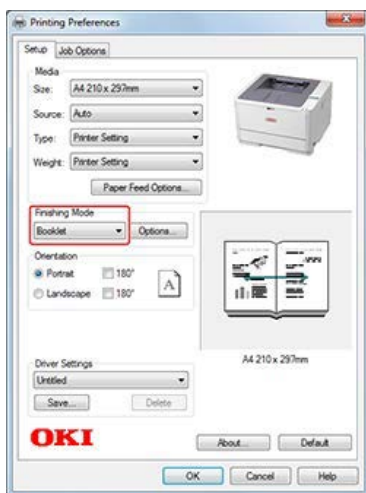 Printing Preferences
Setup Job Options
Media
Size: A4 210 x 297mm
Source: Auto
Type: Printer Setting
Weight: Printer Setting
Paper Feed Options...
Finishing Mode
Booklet Options...
Orientation
Portrait 180°
Landscape 180°
A
A4 210 x 297mm
Driver Settings
Untitled
Save... Delete
OKI
About... Default
OK Cancel Help